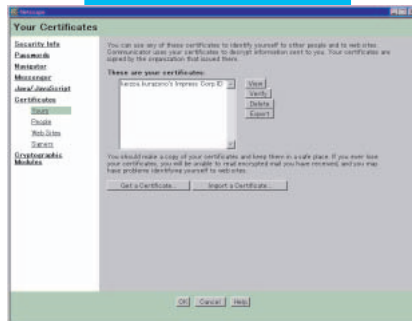 Netscape
Your Certificates
Security Info
Passwords
Navigator
Messenger
Java/JavaScript
Certificates
Yours
People
Web Sites
Signers
Cryptographic
Modules
You can use any of these certificates to identify yourself to other people and to web sites.
Communicator uses your certificates to decrypt information sent to you. Your certificates are
signed by the organization that issued them.
These are your certificates:
Impress Corp ID
View
Verify
Delete
Export
You should make a copy of your certificates and keep them in a safe place. If you ever lose
your certificates, you will be unable to read encrypted mail you have received, and you may
have problems identifying yourself to web sites.
Get a Certificate...
Import a Certificate...
OK
Cancel
Help